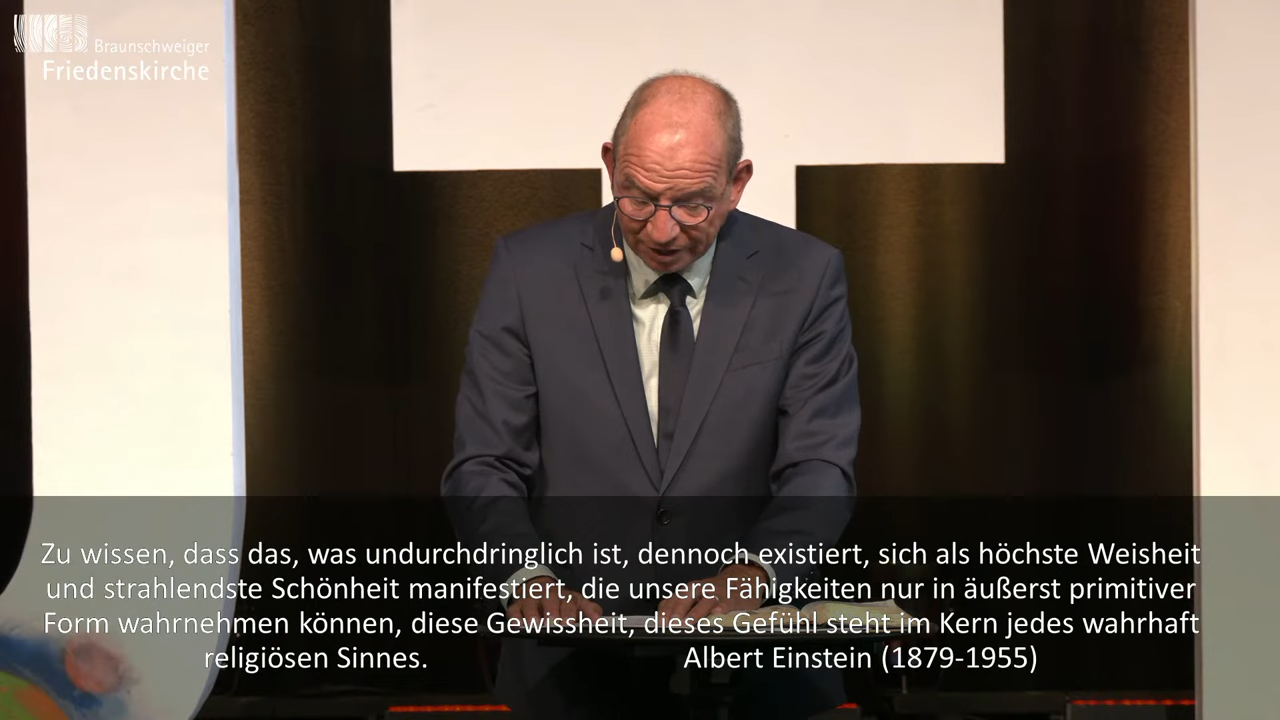 Braunschweiger
Friedenskirche
Zu wissen, dass das, was undurchdringlich ist, dennoch existiert, sich als höchste Weisheit
und strahlendste Schönheit manifestiert, die unsere Fähigkeiten nur in äußerst primitiver
Form wahrnehmen können, diese Gewissheit, dieses Gefühl steht im Kern jedes wahrhaft
religiösen Sinnes. Albert Einstein (1879-1955)